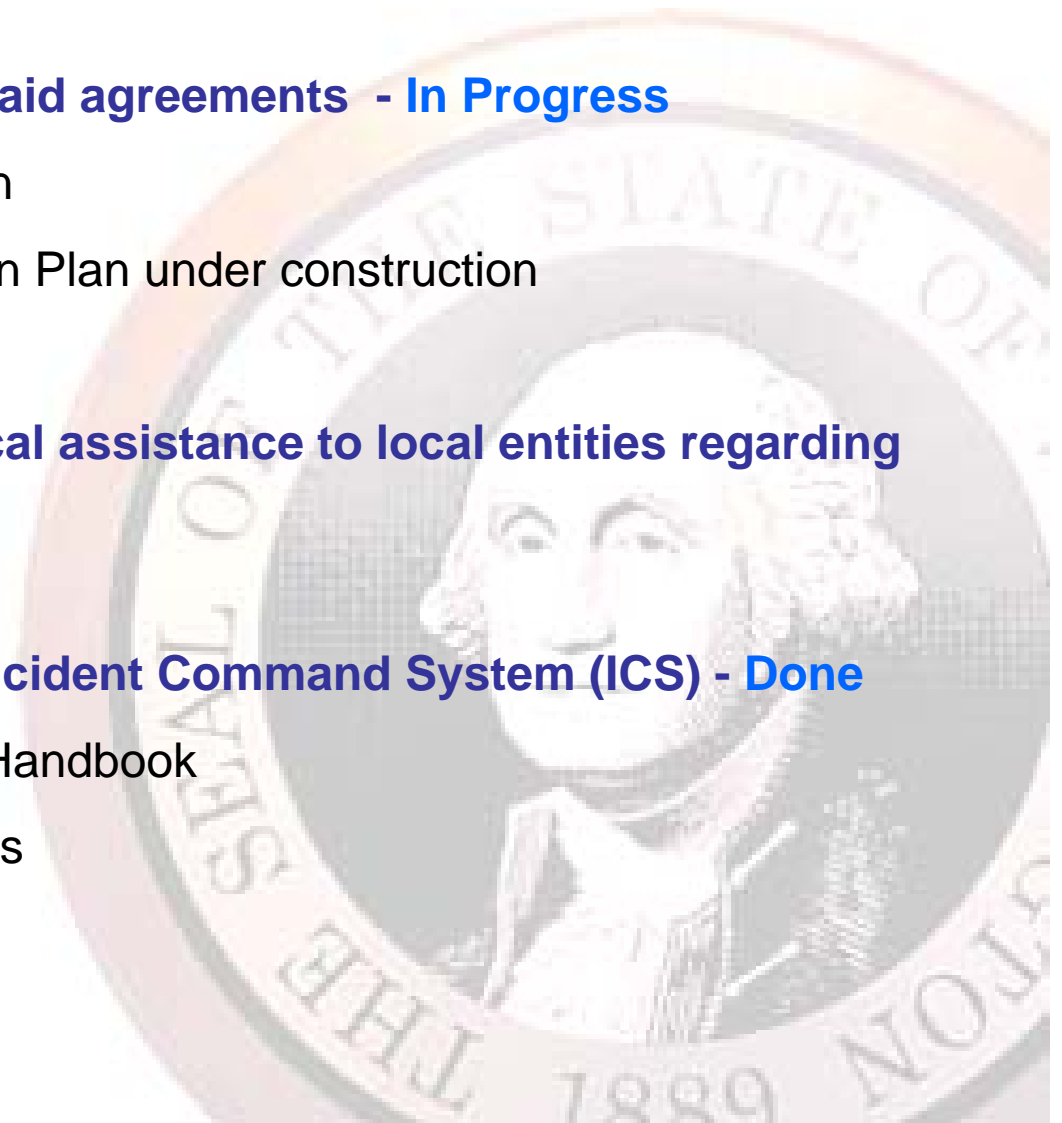 aid agreements - In Progress
n
n Plan under construction
cal assistance to local entities regarding
cident Command System (ICS) - Done
Handbook
s
THE SEAL OF THE STATE OF
GTON
1889